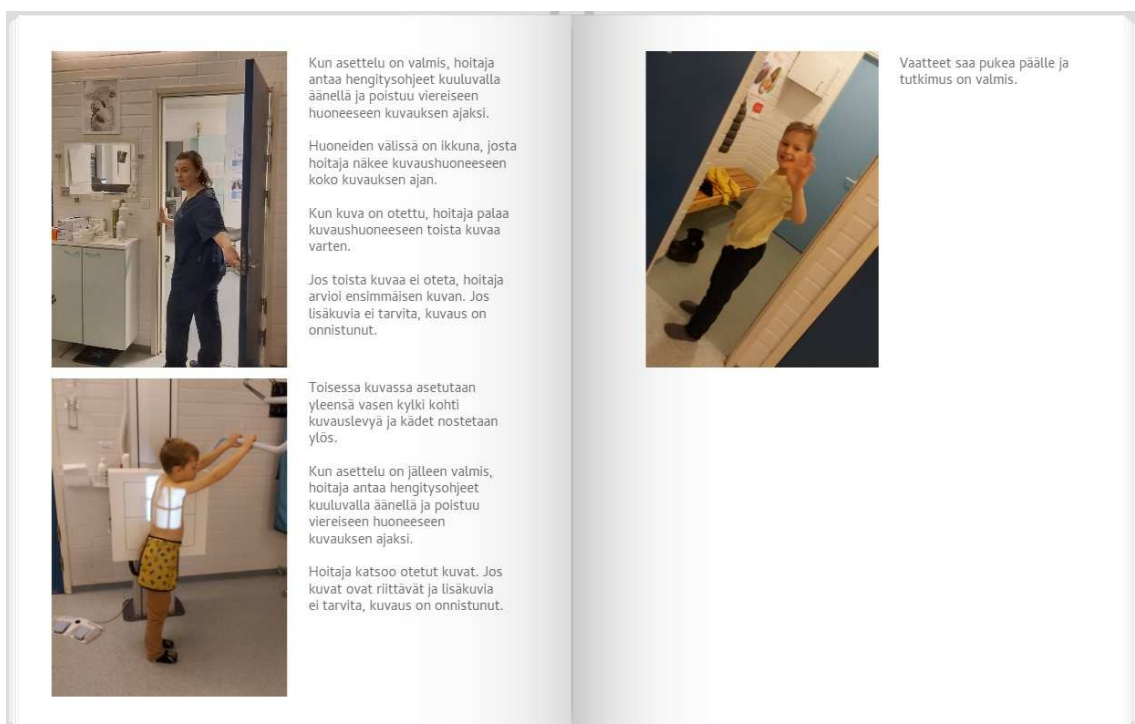 Kun asettelu on valmis, hoitaja
antaa hengitysohjeet kuuluvalla
äänellä ja poistuu viereiseen
huoneeseen kuvauksen ajaksi.
Huoneiden välissä on ikkuna, josta
hoitaja näkee kuvaushuoneeseen
koko kuvauksen ajan.
Kun kuva on otettu, hoitaja palaa
kuvaushuoneeseen toista kuvaa
varten.
Jos toista kuvaa ei oteta, hoitaja
arvioi ensimmäisen kuvan. Jos
lisäkuvia ei tarvita, kuvaus on
onnistunut.
Toisessa kuvassa asetutaan
yleensä vasen kylki kohti
kuvauslevyä ja kädet nostetaan
ylös.
Kun asettelu on jälleen valmis,
hoitaja antaa hengitysohjeet
kuuluvalla äänellä ja poistuu
viereiseen huoneeseen
kuvauksen ajaksi.
Hoitaja katsoo otetut kuvat. Jos
kuvat ovat riittävät ja lisäkuvia
ei tarvita, kuvaus on onnistunut.
Vaatteet saa pukea päälle ja
tutkimus on valmis.